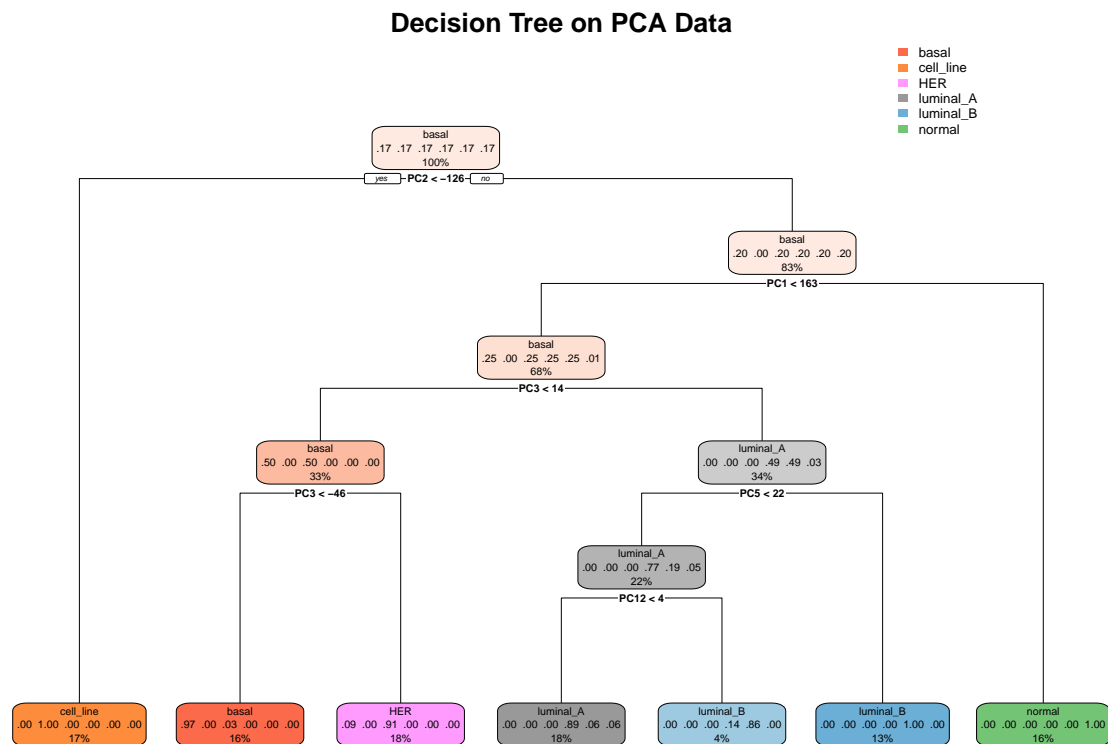 Decision Tree on PCA Data
basal
cell_line
HER
luminal_A
luminal_B
normal
basal
.17 .17 .17 .17 .17 .17
100%
yes PC2 < −126 no
basal
.20 .00 .20 .20 .20 .20
83%
PC1 < 163
basal
.25 .00 .25 .25 .25 .01
68%
PC3 < 14
basal
.50 .00 .50 .00 .00 .00
33%
PC3 < −46
luminal_A
.00 .00 .00 .49 .49 .03
34%
PC5 < 22
luminal_A
.00 .00 .00 .77 .19 .05
22%
PC12 < 4
cell_line
.00 1.00 .00 .00 .00 .00
17%
basal
.97 .00 .03 .00 .00 .00
16%
HER
.09 .00 .91 .00 .00 .00
18%
luminal_A
.00 .00 .00 .89 .06 .06
18%
luminal_B
.00 .00 .00 .14 .86 .00
4%
luminal_B
.00 .00 .00 .00 1.00 .00
13%
normal
.00 .00 .00 .00 .00 1.00
16%